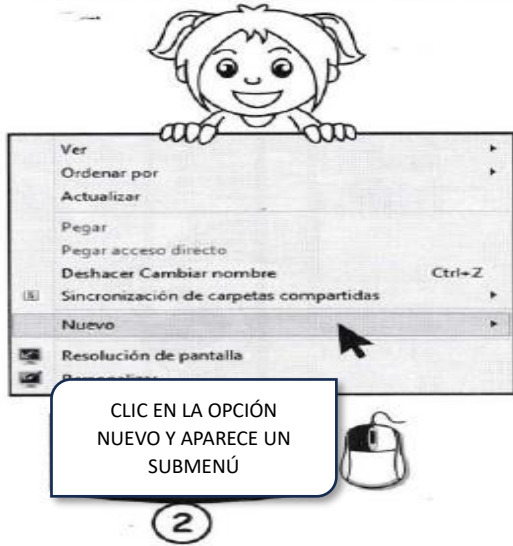 Ver
Ordenar por
Actualizar
Pegar
Pegar acceso directo
Deshacer Cambiar nombre Ctrl+Z
Sincronización de carpetas compartidas
Nuevo
Resolución de pantalla
CLIC EN LA OPCIÓN
NUEVO Y APARECE UN
SUBMENÚ
2